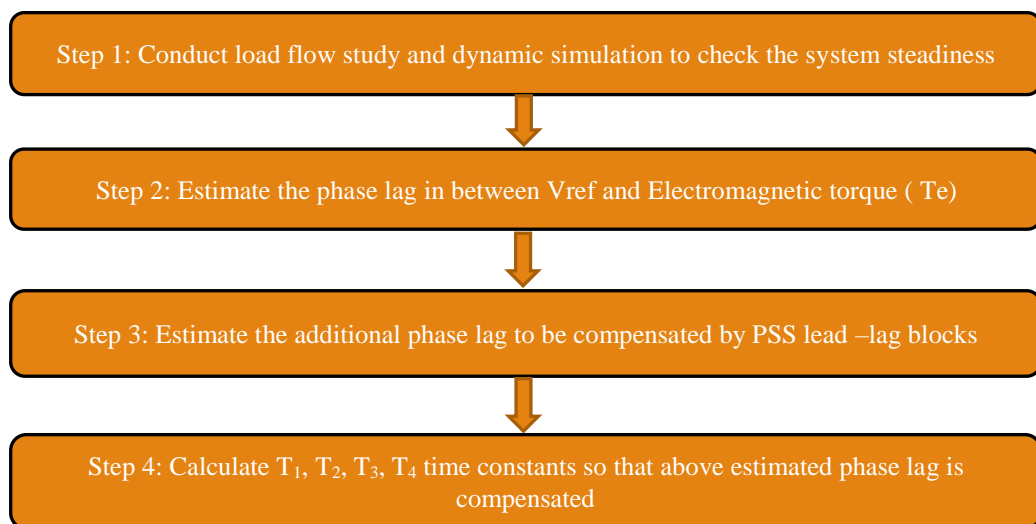 Step 1: Conduct load flow study and dynamic simulation to check the system steadiness
Step 2: Estimate the phase lag in between Vref and Electromagnetic torque ( Te)
Step 3: Estimate the additional phase lag to be compensated by PSS lead –lag blocks
Step 4: Calculate T₁, T₂, T₃, T₄ time constants so that above estimated phase lag is
compensated